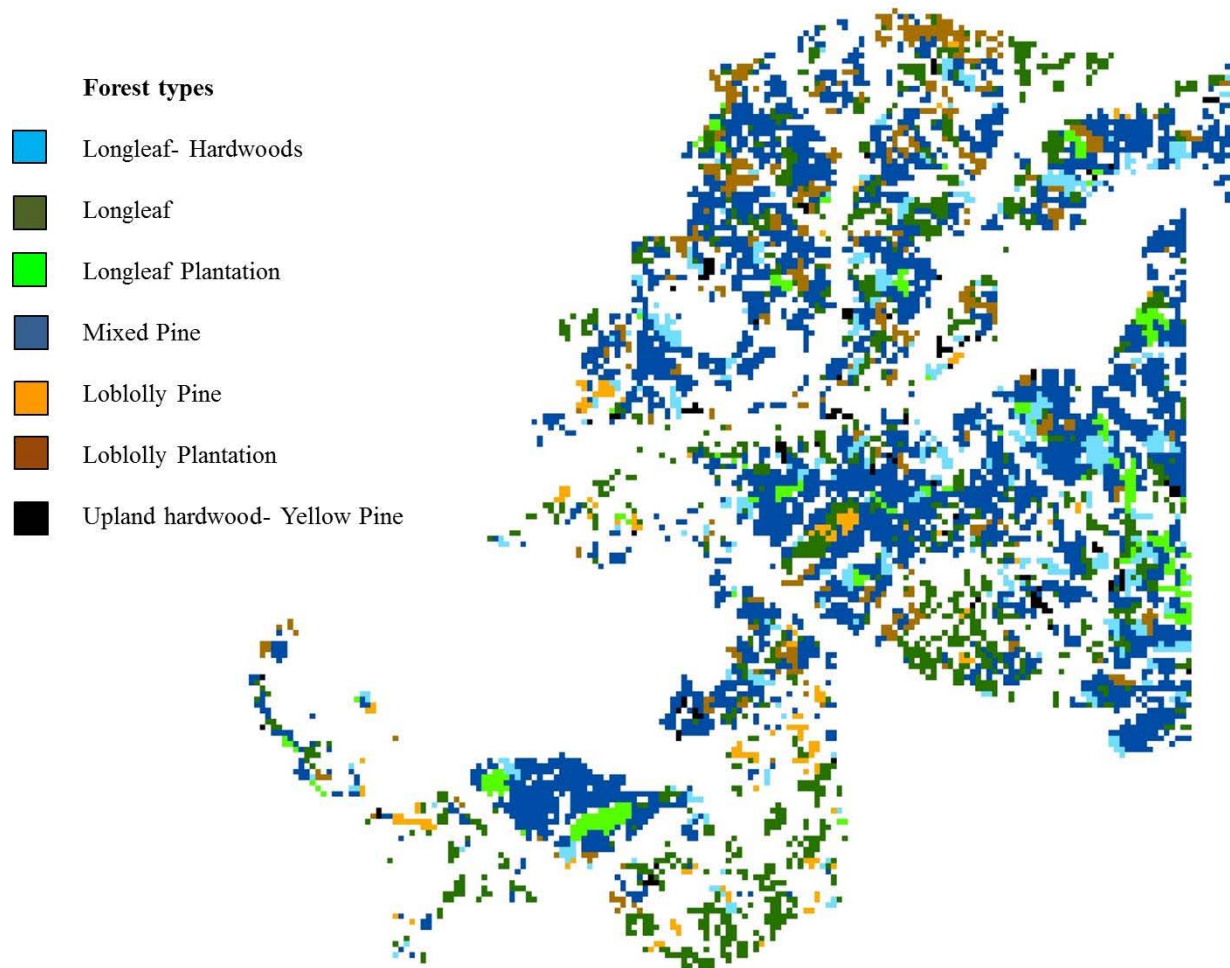 Forest types
Longleaf- Hardwoods
Longleaf
Longleaf Plantation
Mixed Pine
Loblolly Pine
Loblolly Plantation
Upland hardwood- Yellow Pine